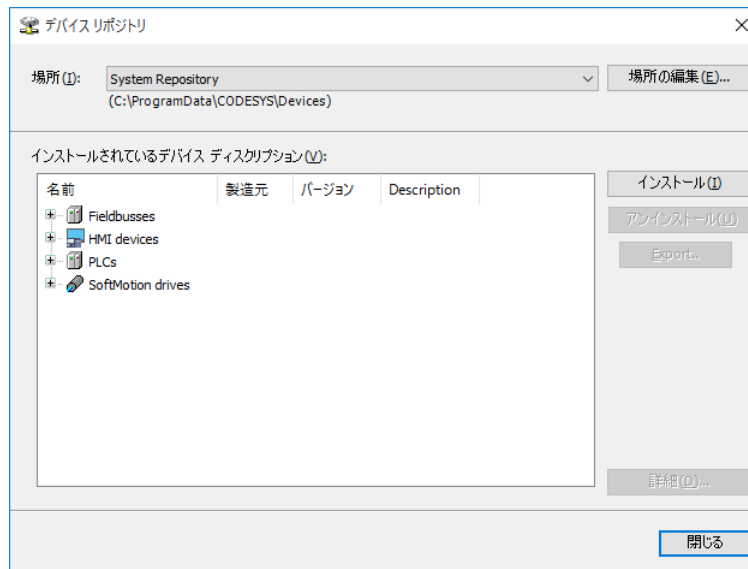 デバイス リポジトリ
場所(I): System Repository 場所の編集(E)...
(C:\ProgramData\CODESYS\Devices)
インストールされているデバイス ディスクリプション(V):
名前 製造元 バージョン Description インストール(I)
Fieldbusses アンインストール(U)
HMI devices
Export...
PLCs
SoftMotion drives
詳細(D)...
閉じる